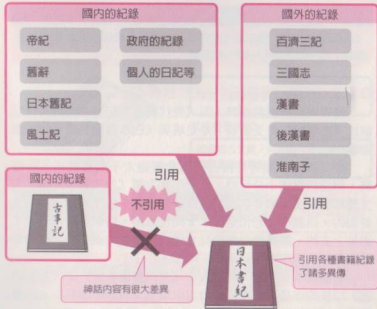 國內的紀錄
帝紀
政府的紀錄
舊辭
個人的日記等
日本舊記
風土記
國外的紀錄
百濟三記
三國志
漢書
後漢書
淮南子
引用
引用
國內的紀錄
古事記
不引用
神話內容有很大差異
日本書紀
引用各種書籍紀錄
了諸多異傳